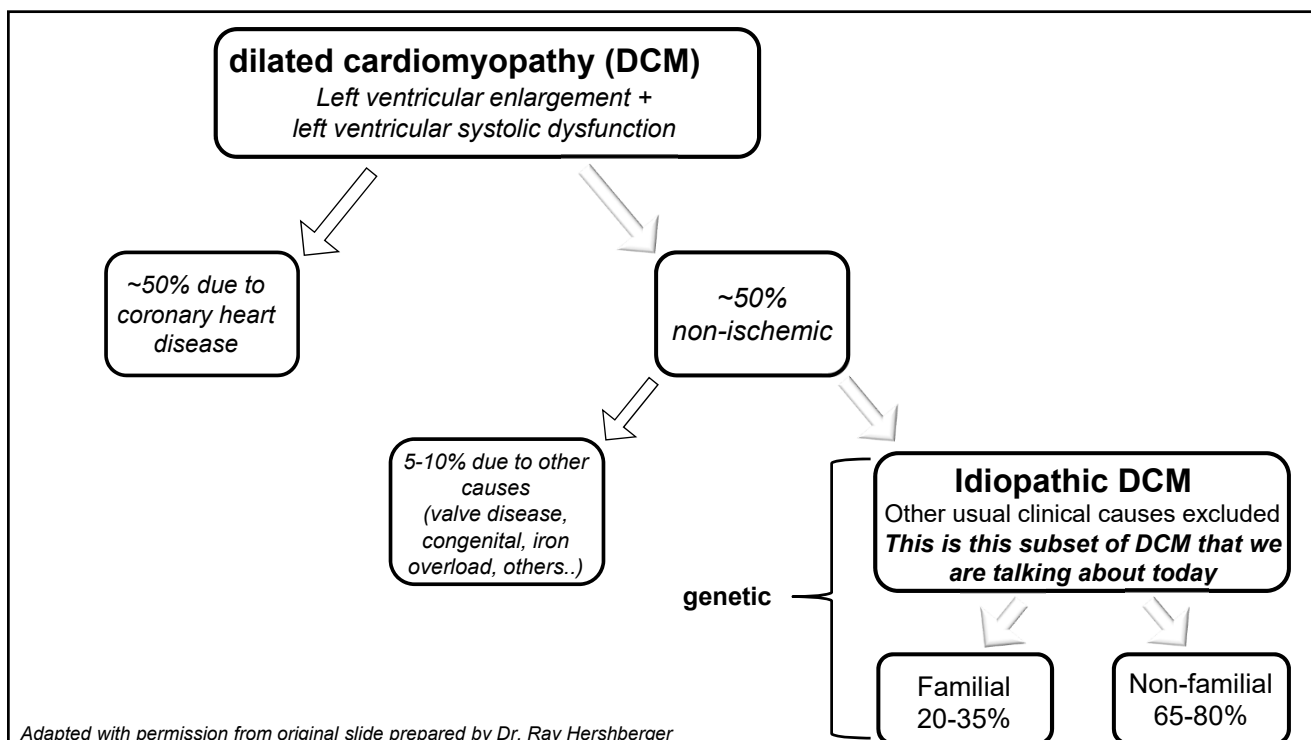 dilated cardiomyopathy (DCM)
Left ventricular enlargement +
left ventricular systolic dysfunction
~50% due to
coronary heart
disease
~50%
non-ischemic
5-10% due to other
causes
(valve disease,
congenital, iron
overload, others..)
Idiopathic DCM
Other usual clinical causes excluded
This is this subset of DCM that we
are talking about today
genetic
Familial
20-35%
Non-familial
65-80%
Adapted with permission from original slide prepared by Dr. Ray Hershberger